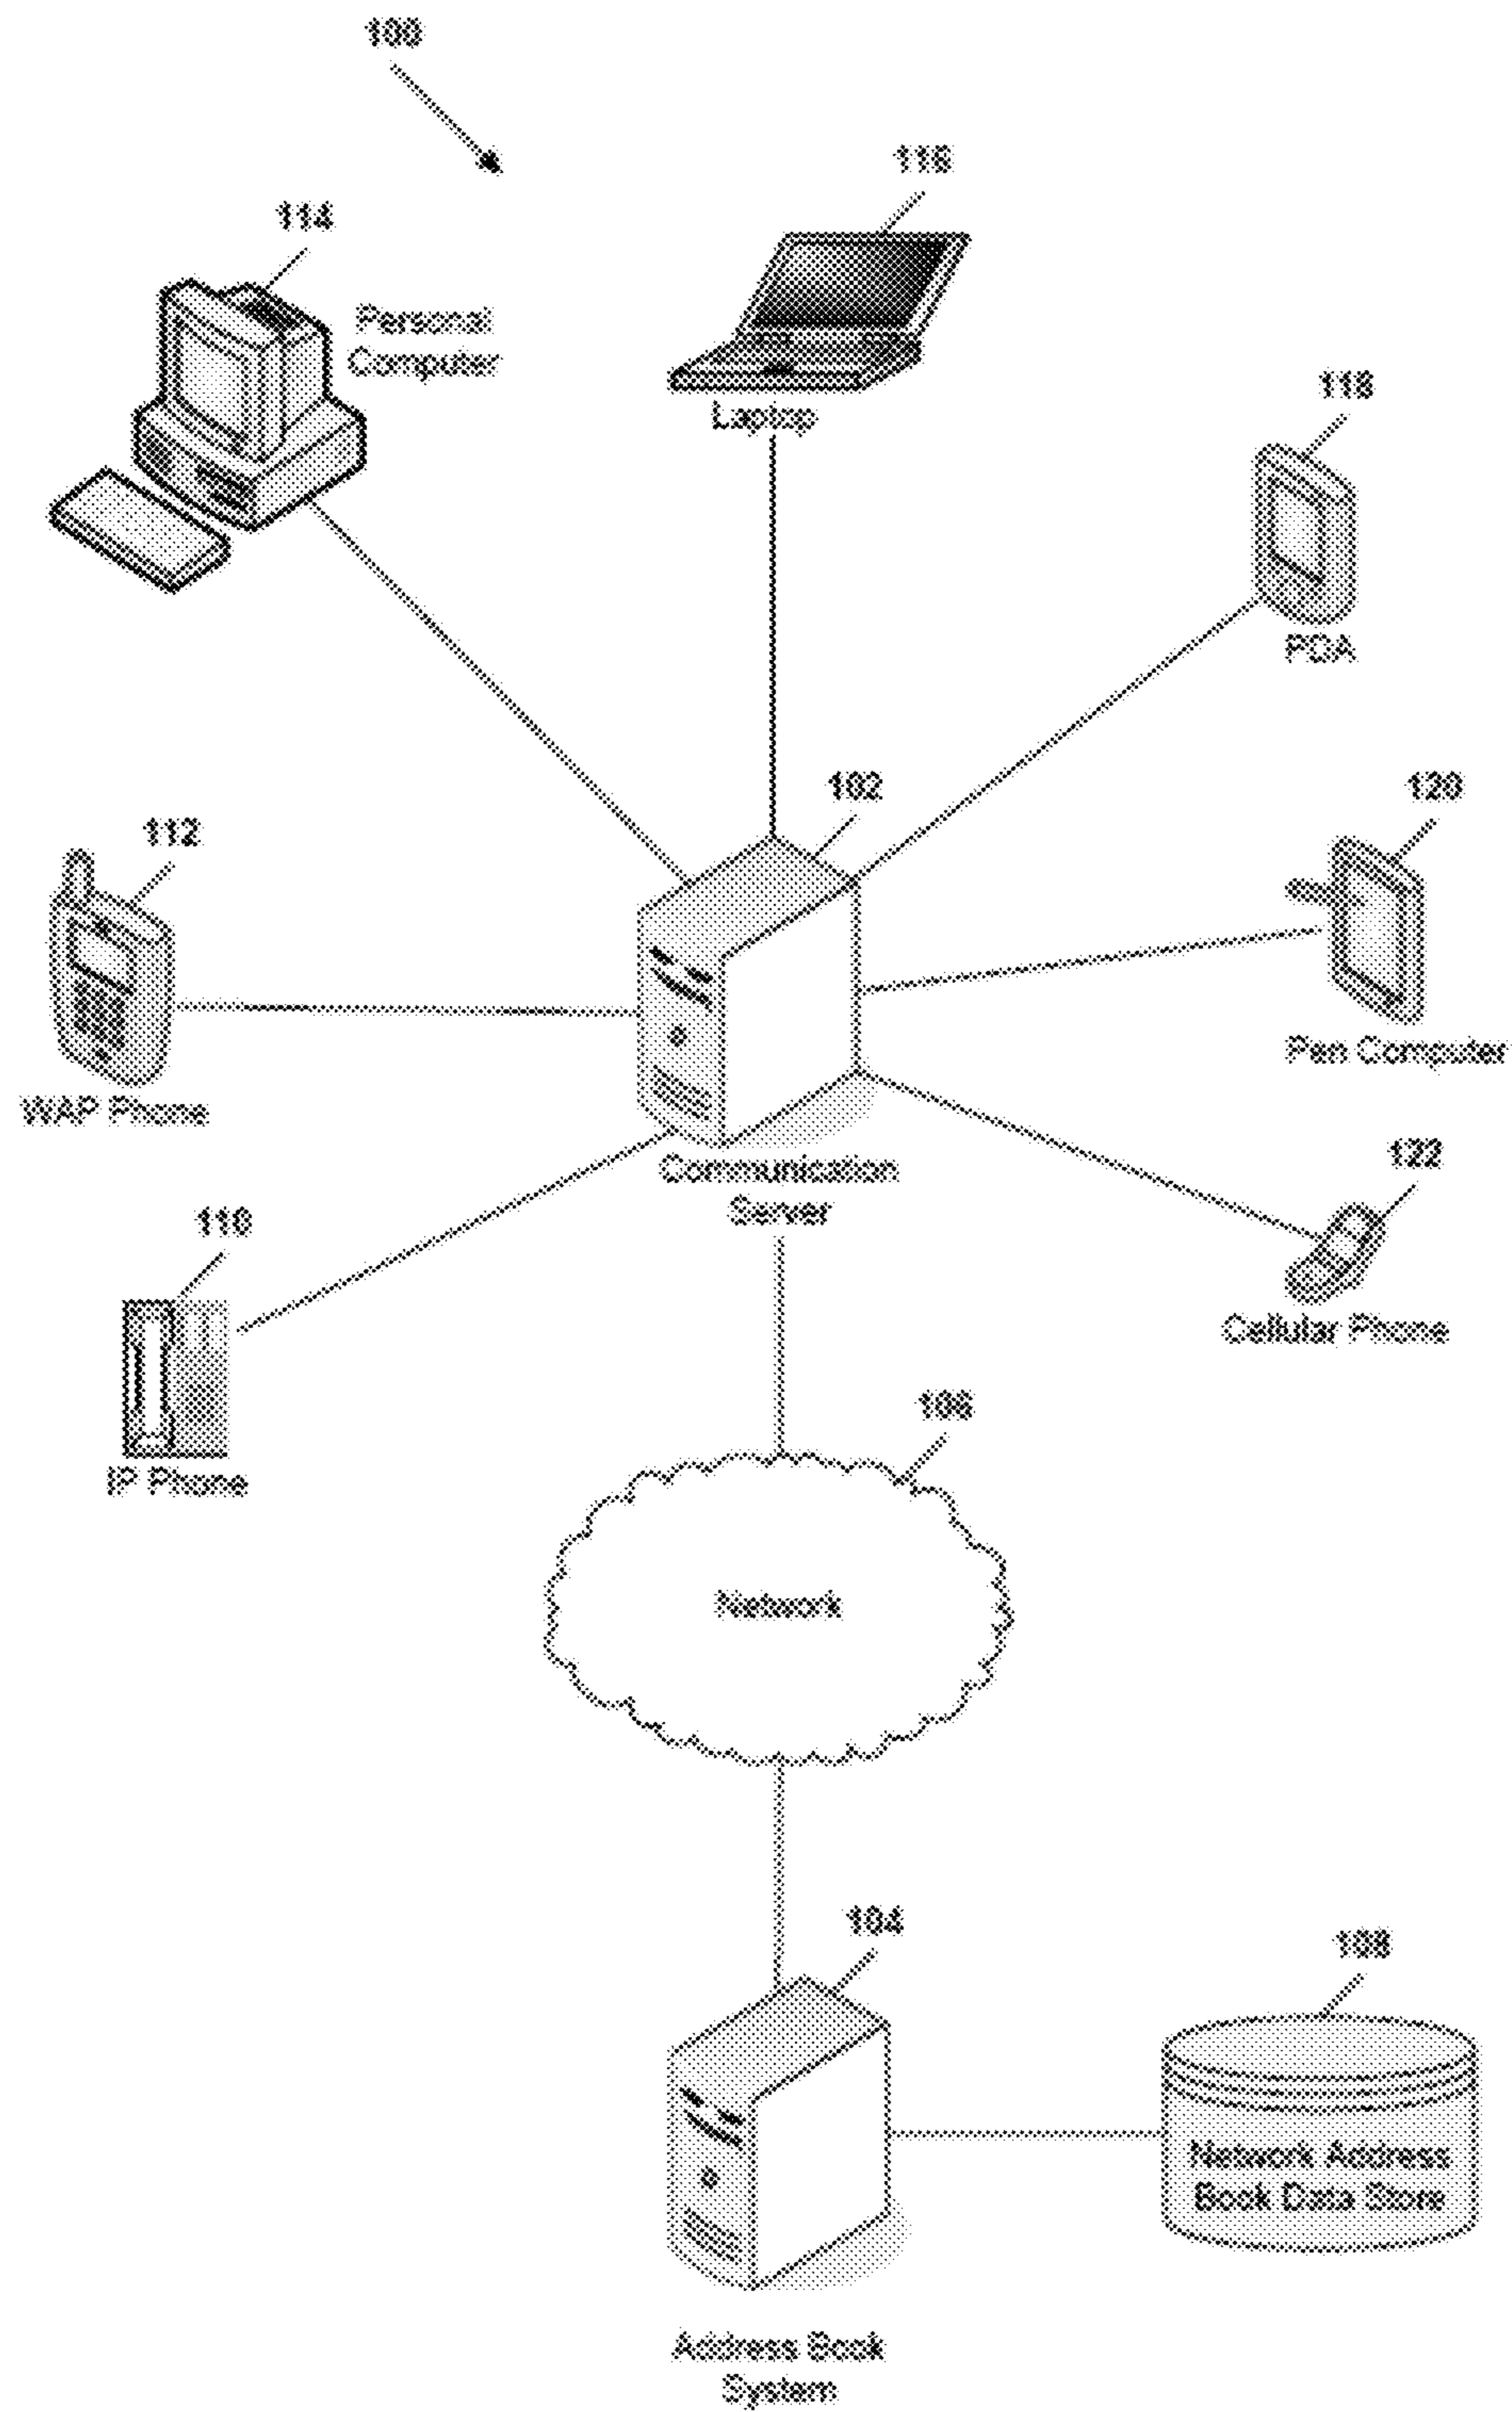 100
116
114
Personal
Computer
Laptop
118
PDA
102
120
112
Pen Computer
WAP Phone
Communication
Server
122
110
Cellular Phone
106
IP Phone
Network
104
108
Network Address
Book Data Store
Address Book
System